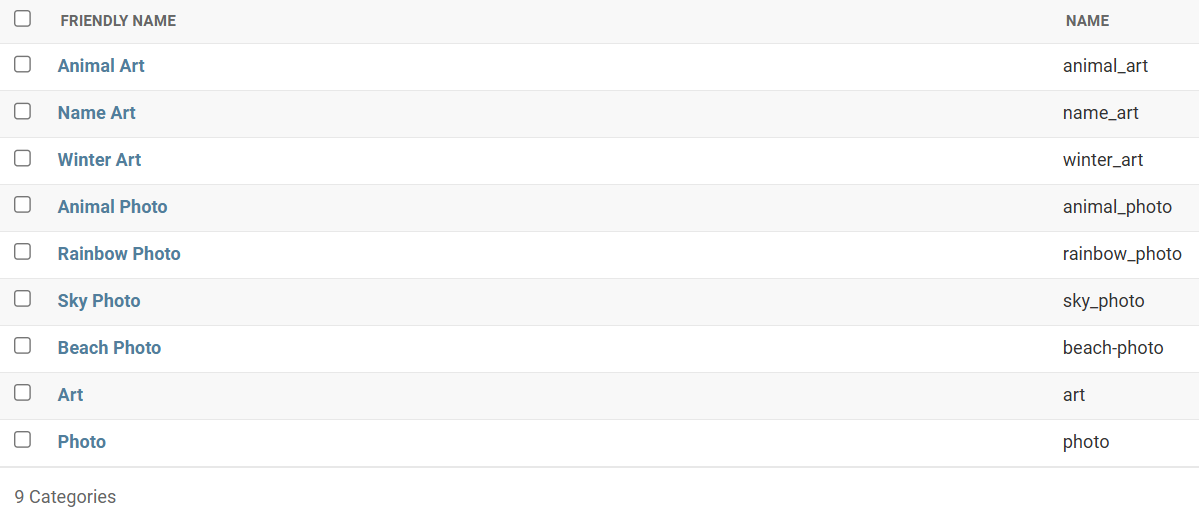 FRIENDLY NAME NAME
Animal Art animal_art
Name Art name_art
Winter Art winter_art
Animal Photo animal_photo
Rainbow Photo rainbow_photo
Sky Photo sky_photo
Beach Photo beach-photo
Art art
Photo photo
9 Categories